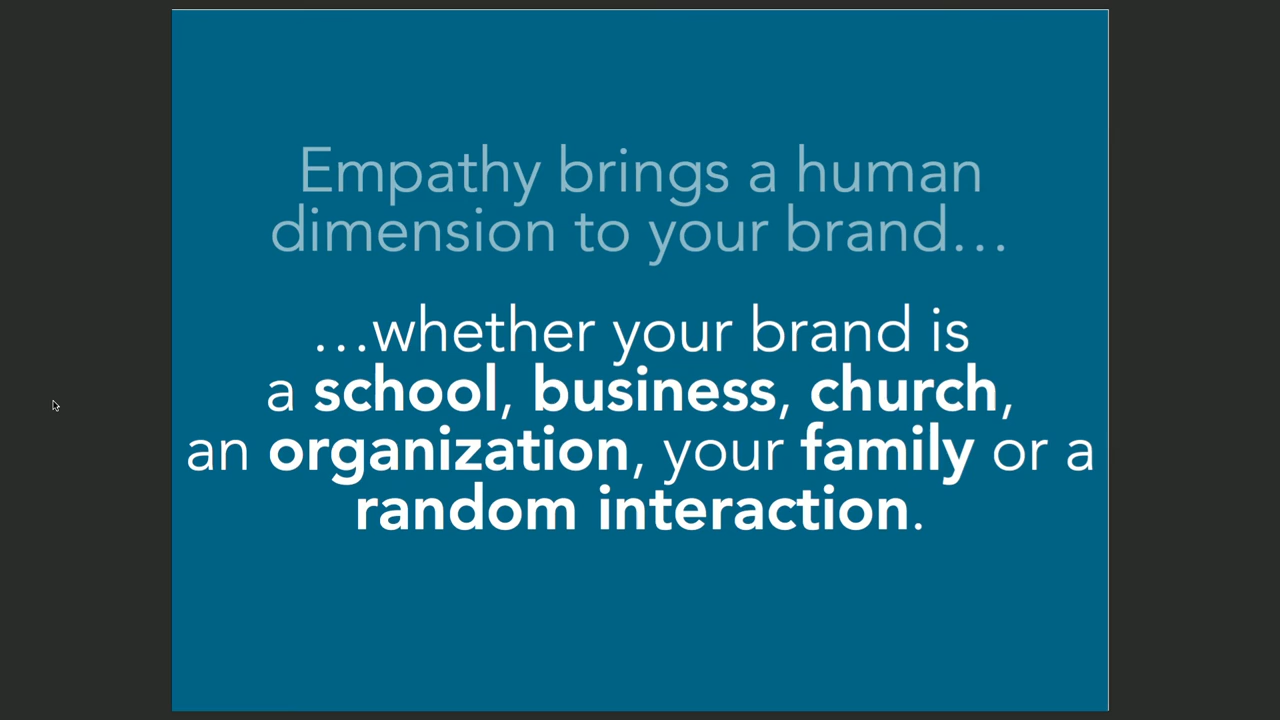 Empathy brings a human
dimension to your brand…
…whether your brand is
a school, business, church,
an organization, your family or a
random interaction.